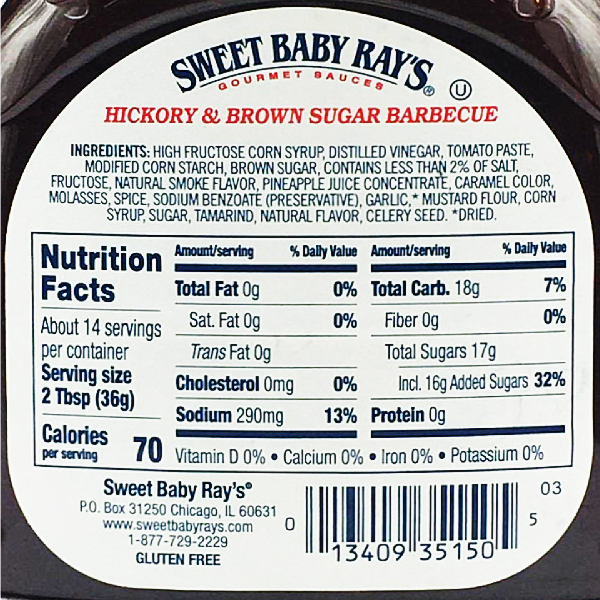 SWEET BABY RAY'S®
GOURMET SAUCES
U
HICKORY & BROWN SUGAR BARBECUE
INGREDIENTS: HIGH FRUCTOSE CORN SYRUP, DISTILLED VINEGAR, TOMATO PASTE,
MODIFIED CORN STARCH, BROWN SUGAR, CONTAINS LESS THAN 2% OF SALT,
FRUCTOSE, NATURAL SMOKE FLAVOR, PINEAPPLE JUICE CONCENTRATE, CARAMEL COLOR,
MOLASSES, SPICE, SODIUM BENZOATE (PRESERVATIVE), GARLIC,* MUSTARD FLOUR, CORN
SYRUP, SUGAR, TAMARIND, NATURAL FLAVOR, CELERY SEED. *DRIED.
Nutrition
Facts
About 14 servings
per container
Serving size
2 Tbsp (36g)
Calories
per serving 70
Amount/serving % Daily Value
Total Fat 0g 0%
Sat. Fat 0g 0%
Trans Fat 0g
Cholesterol 0mg 0%
Sodium 290mg 13%
Amount/serving % Daily Value
Total Carb. 18g 7%
Fiber 0g 0%
Total Sugars 17g
Incl. 16g Added Sugars 32%
Protein 0g
Vitamin D 0% • Calcium 0% • Iron 0% • Potassium 0%
Sweet Baby Ray's®
P.O. Box 31250 Chicago, IL 60631
www.sweetbabyrays.com
1-877-729-2229
GLUTEN FREE
03
0 13409 35150 5